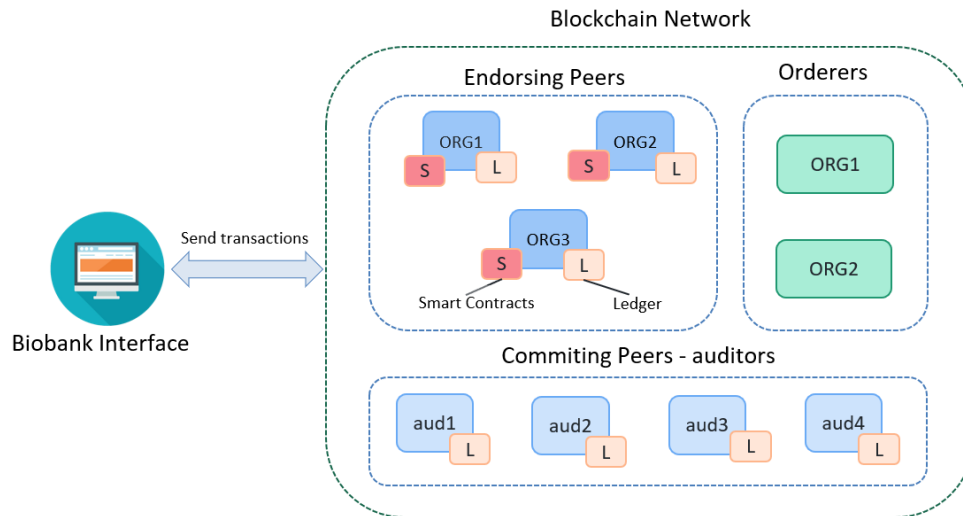 Blockchain Network
Endorsing Peers
Orderers
ORG1
S
L
ORG2
S
L
ORG1
Send transactions
ORG3
S
L
ORG2
Smart Contracts
Ledger
Biobank Interface
Commiting Peers - auditors
aud1
L
aud2
L
aud3
L
aud4
L